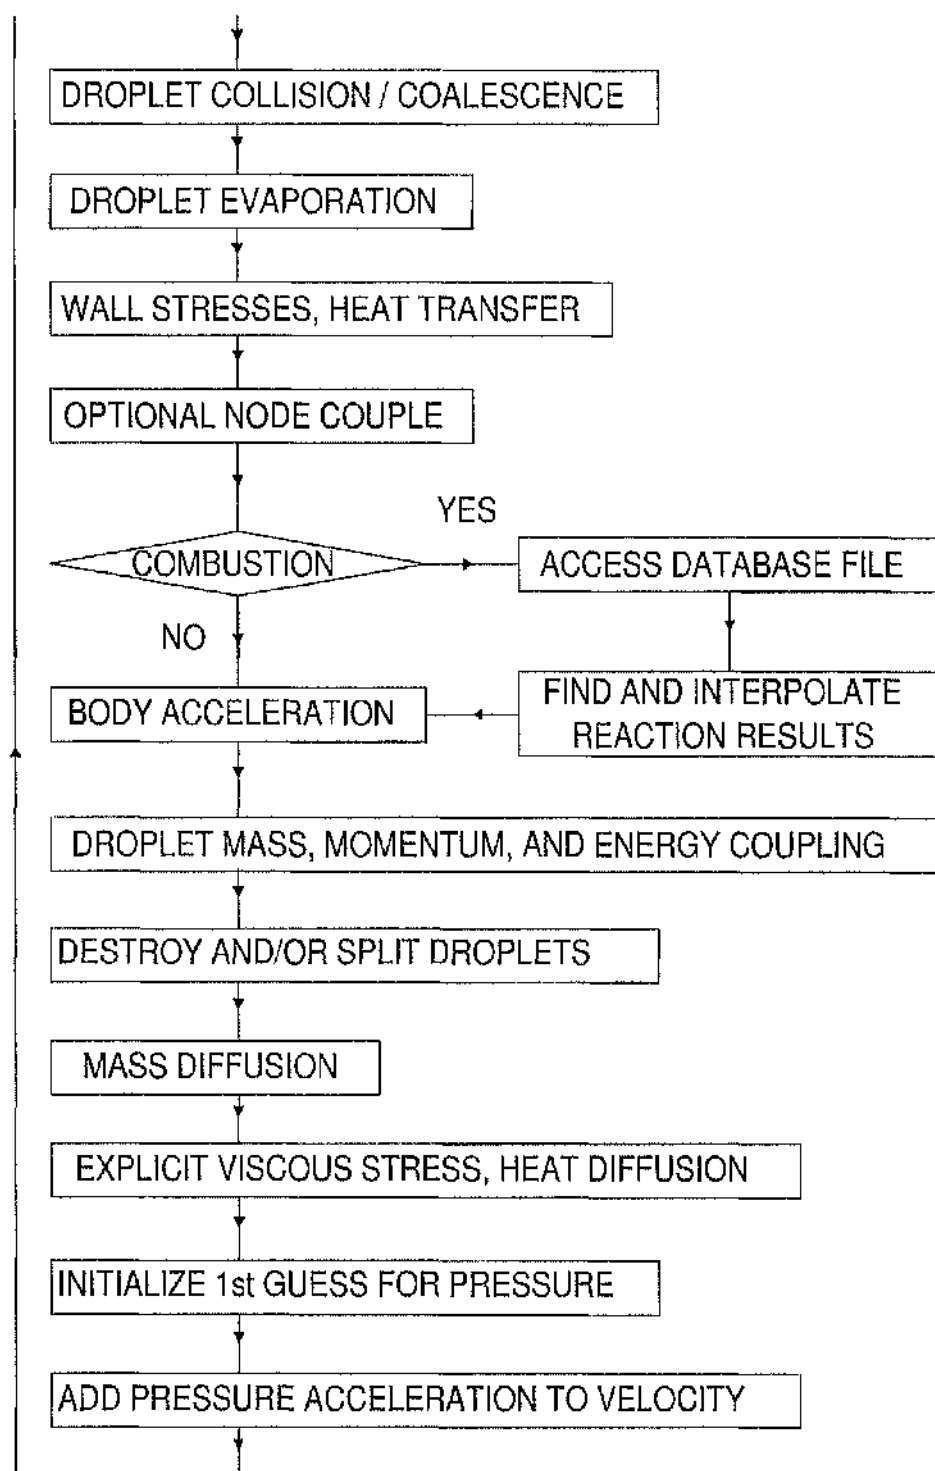 DROPLET COLLISION / COALESCENCE
DROPLET EVAPORATION
WALL STRESSES, HEAT TRANSFER
OPTIONAL NODE COUPLE
YES
COMBUSTION
ACCESS DATABASE FILE
NO
FIND AND INTERPOLATE
REACTION RESULTS
BODY ACCELERATION
DROPLET MASS, MOMENTUM, AND ENERGY COUPLING
DESTROY AND/OR SPLIT DROPLETS
MASS DIFFUSION
EXPLICIT VISCOUS STRESS, HEAT DIFFUSION
INITIALIZE 1st GUESS FOR PRESSURE
ADD PRESSURE ACCELERATION TO VELOCITY